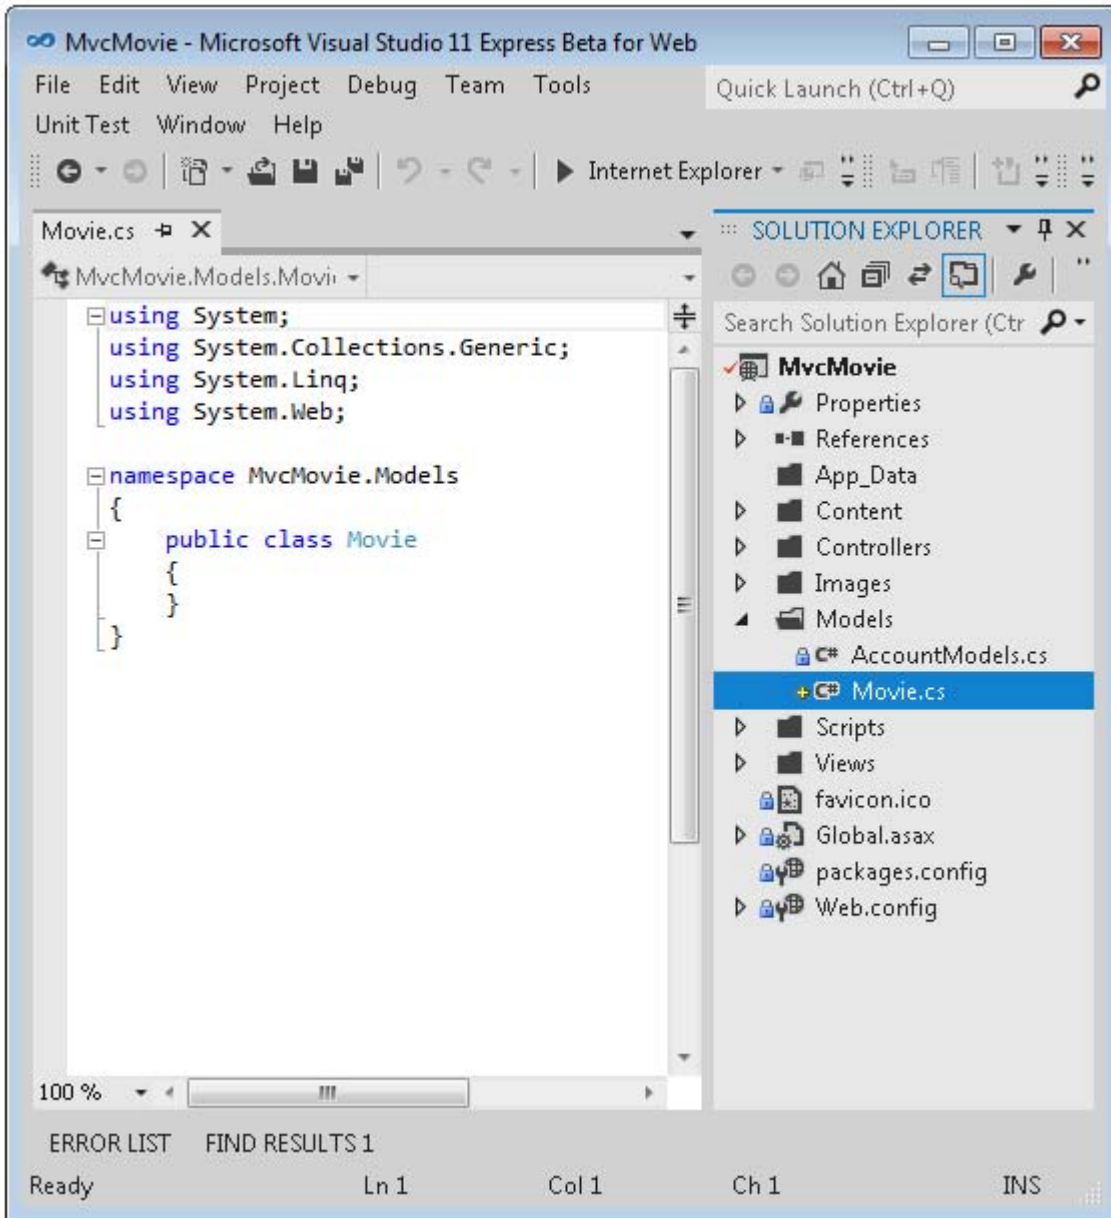 MvcMovie - Microsoft Visual Studio 11 Express Beta for Web
File Edit View Project Debug Team Tools
Quick Launch (Ctrl+Q)
Unit Test Window Help
Internet Explorer
Movie.cs
MvcMovie.Models.Movi
using System;
using System.Collections.Generic;
using System.Linq;
using System.Web;
namespace MvcMovie.Models
{
public class Movie
{
}
}
100 %
SOLUTION EXPLORER
Search Solution Explorer (Ctr
MvcMovie
Properties
References
App_Data
Content
Controllers
Images
Models
C# AccountModels.cs
C# Movie.cs
Scripts
Views
favicon.ico
Global.asax
packages.config
Web.config
ERROR LIST FIND RESULTS 1
Ready Ln 1 Col 1 Ch 1 INS